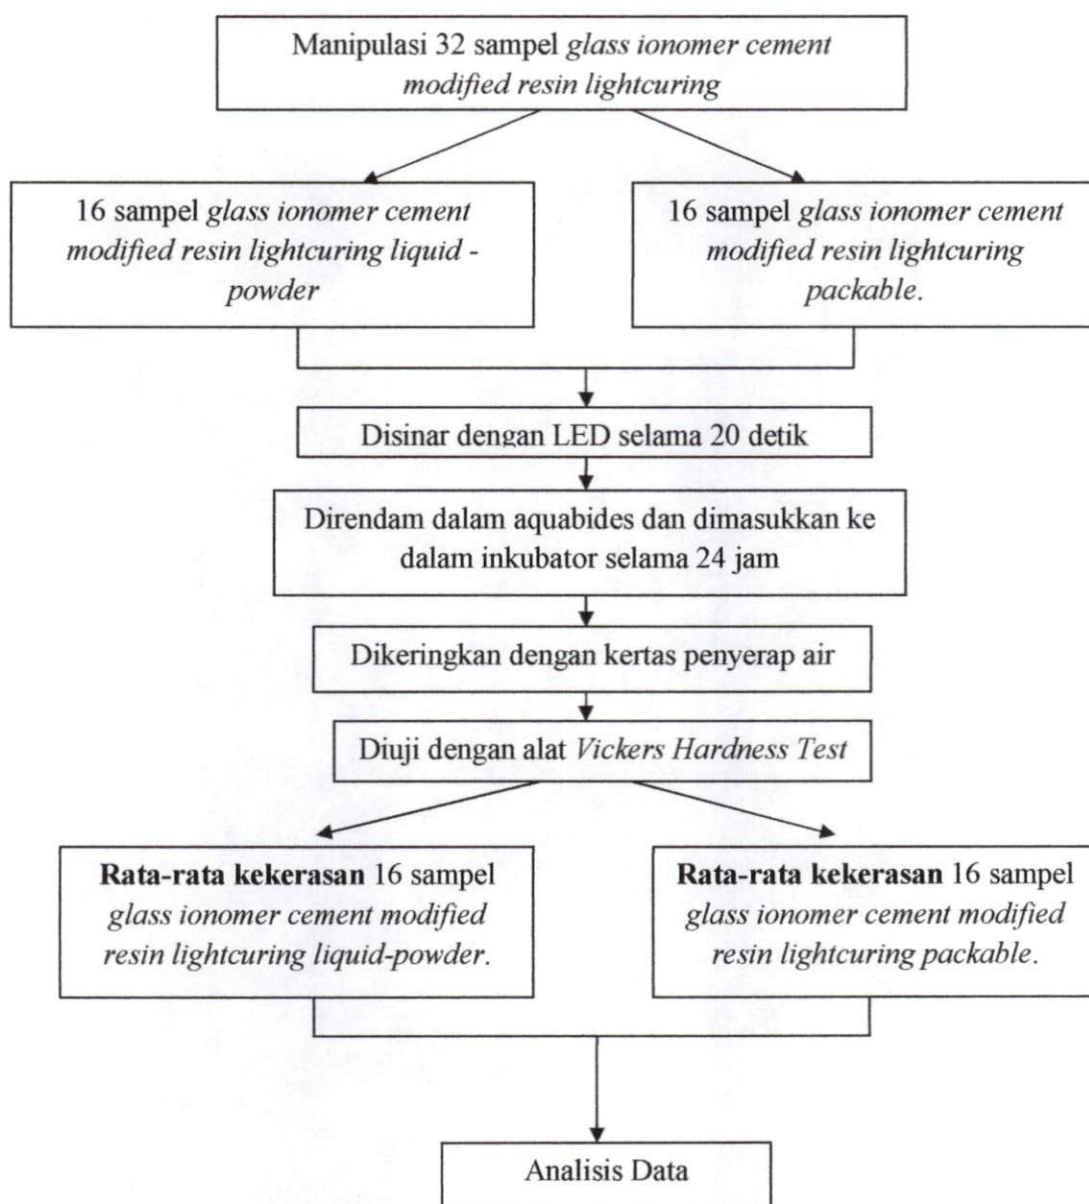 Manipulasi 32 sampel glass ionomer cement
modified resin lightcuring
16 sampel glass ionomer cement
modified resin lightcuring liquid -
powder
16 sampel glass ionomer cement
modified resin lightcuring
packable.
Disinar dengan LED selama 20 detik
Direndam dalam aquabides dan dimasukkan ke
dalam inkubator selama 24 jam
Dikeringkan dengan kertas penyerap air
Diuji dengan alat Vickers Hardness Test
Rata-rata kekerasan 16 sampel
glass ionomer cement modified
resin lightcuring liquid-powder.
Rata-rata kekerasan 16 sampel
glass ionomer cement modified
resin lightcuring packable.
Analisis Data